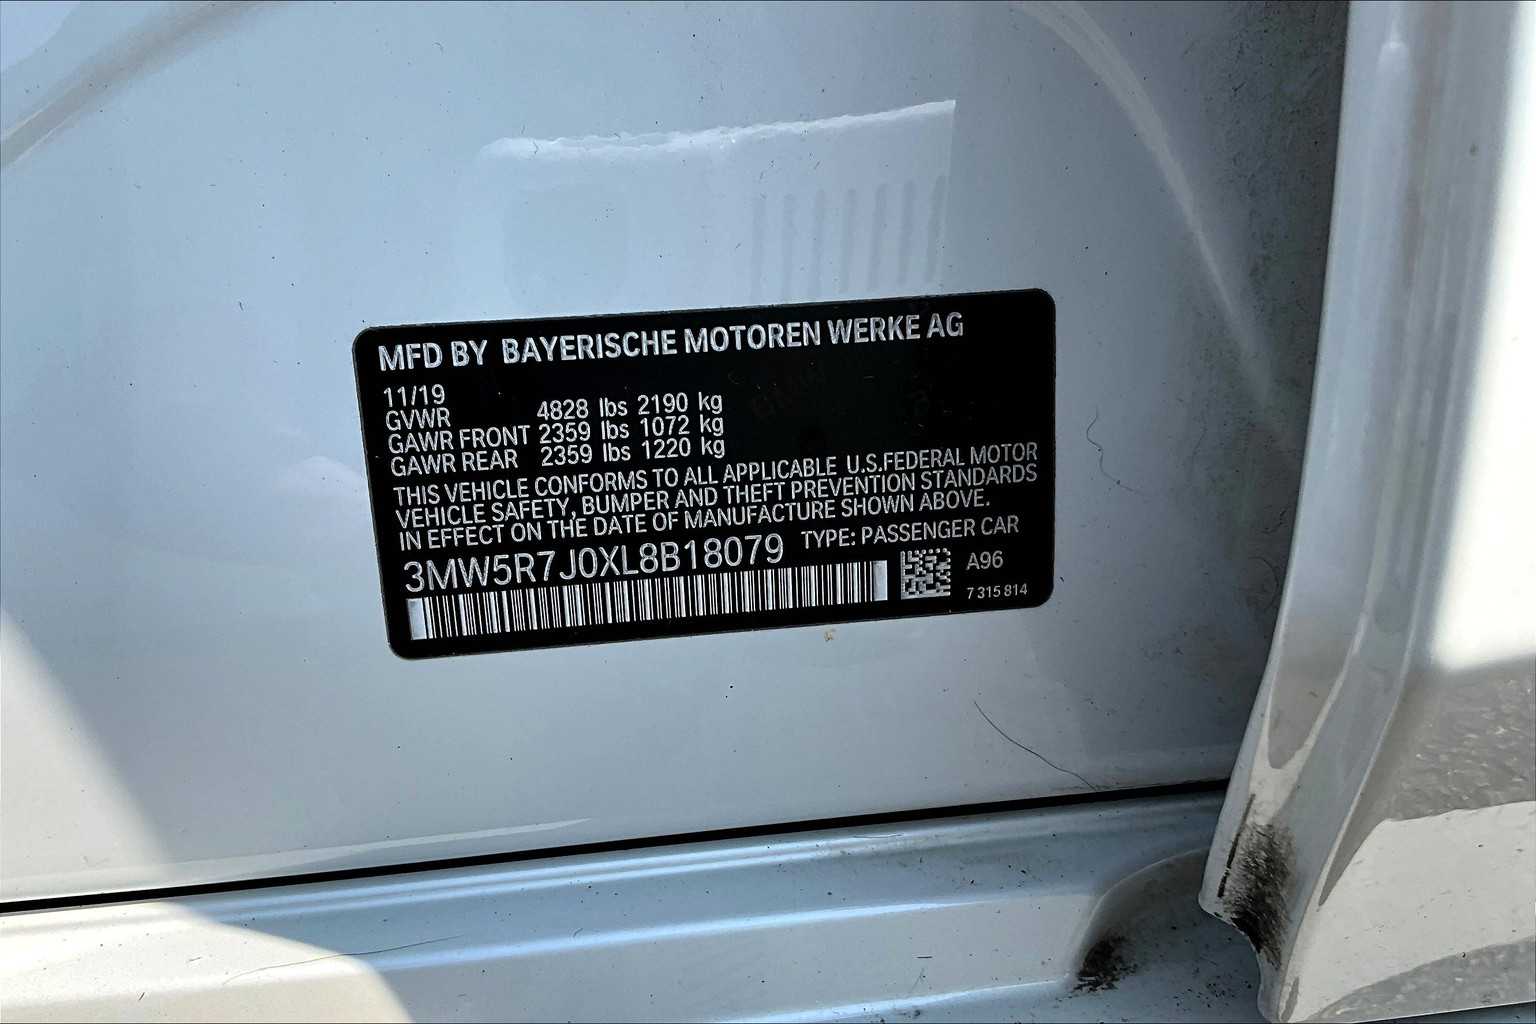 MFD BY BAYERISCHE MOTOREN WERKE AG
11/19
GVWR 4828 lbs 2190 kg
GAWR FRONT 2359 lbs 1072 kg
GAWR REAR 2359 lbs 1220 kg
THIS VEHICLE CONFORMS TO ALL APPLICABLE U.S.FEDERAL MOTOR
VEHICLE SAFETY, BUMPER AND THEFT PREVENTION STANDARDS
IN EFFECT ON THE DATE OF MANUFACTURE SHOWN ABOVE.
3MW5R7J0XL8B18079 TYPE: PASSENGER CAR
A96
7 315 814